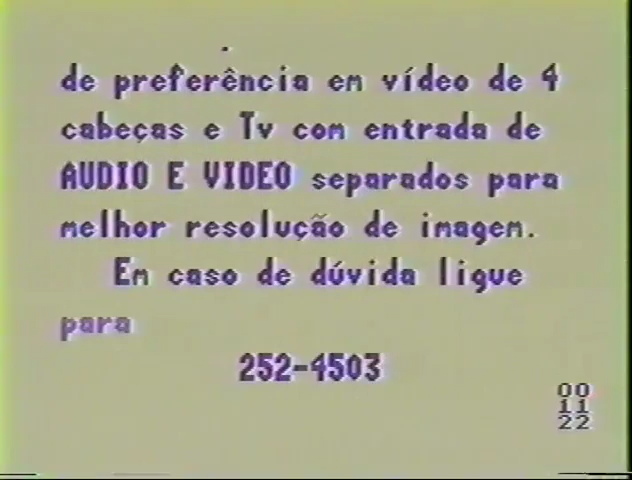 de preferência em vídeo de 4
cabeças e Tv com entrada de
AUDIO E VIDEO separados para
melhor resolução de imagem.
Em caso de dúvida ligue
para
252-4503
00
11
22